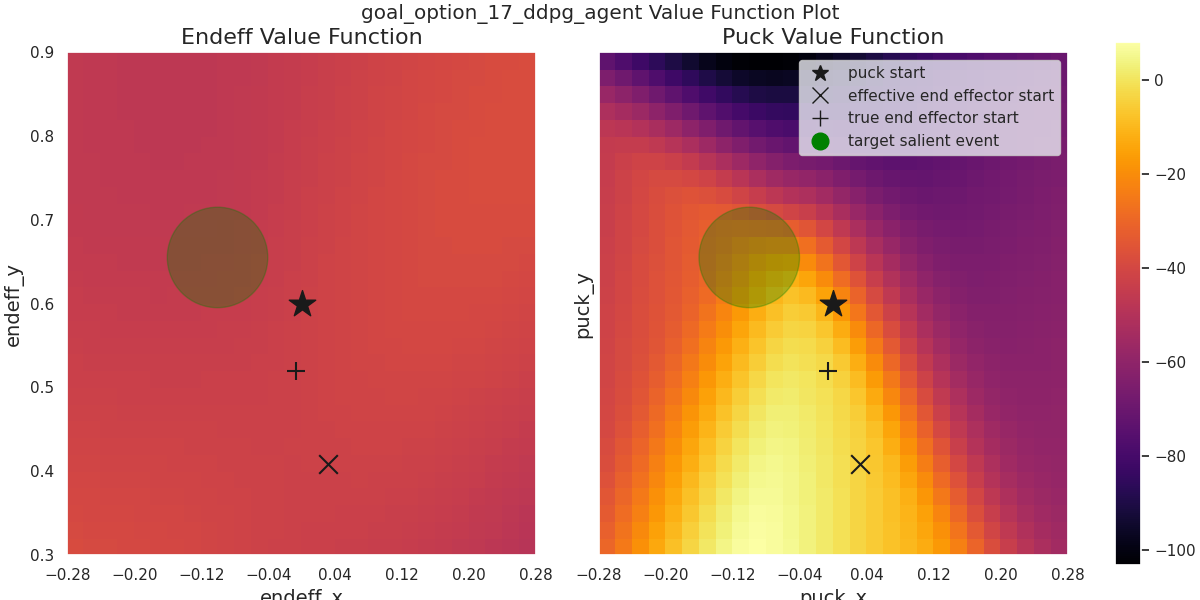 goal_option_17_ddpg_agent Value Function Plot
Endeff Value Function
Puck Value Function
0.9
0.8
0.7
0.6
0.5
0.4
0.3
endeff_y
−0.28 −0.20 −0.12 −0.04 0.04 0.12 0.20 0.28
endeff_x
puck_y
puck start
effective end effector start
true end effector start
target salient event
−0.28 −0.20 −0.12 −0.04 0.04 0.12 0.20 0.28
puck_x
0
−20
−40
−60
−80
−100